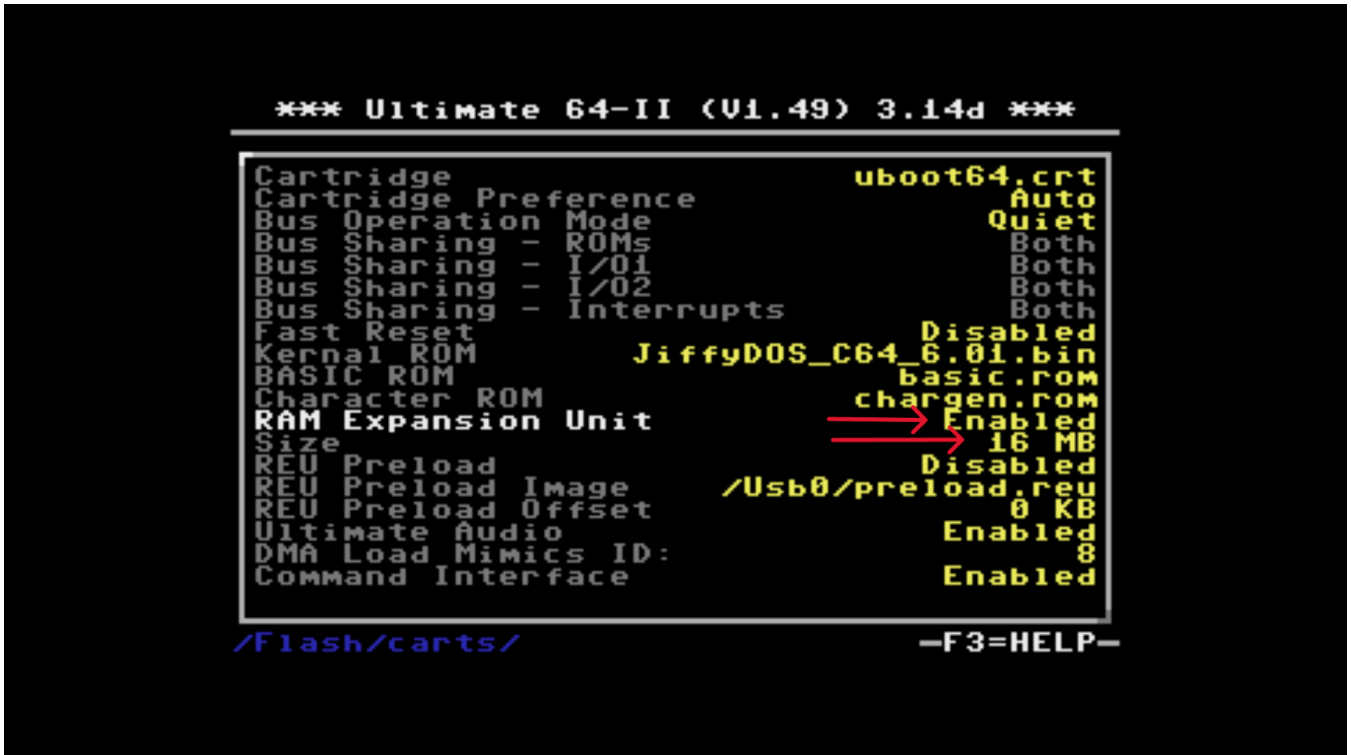 *** Ultimate 64-II (V1.49) 3.14d ***
Cartridge uboot64.crt
Cartridge Preference Auto
Bus Operation Mode Quiet
Bus Sharing - ROMs Both
Bus Sharing - I/O1 Both
Bus Sharing - I/O2 Both
Bus Sharing - Interrupts Both
Fast Reset Disabled
Kernal ROM JiffyDOS_C64_6.01.bin
BASIC ROM basic.rom
Character ROM chargen.rom
RAM Expansion Unit Enabled
Size 16 MB
REU Preload Disabled
REU Preload Image /Usb0/preload.reu
REU Preload Offset 0 KB
Ultimate Audio Enabled
DMA Load Mimics ID: 8
Command Interface Enabled
/Flash/carts/ —F3=HELP—